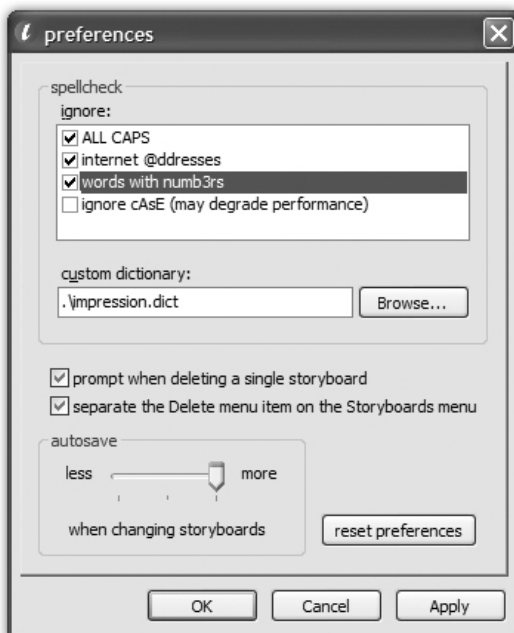 t preferences
spellcheck
ignore:
ALL CAPS
internet @ddresses
words with numb3rs
ignore cAsE (may degrade performance)
custom dictionary:
.\impression.dict Browse...
prompt when deleting a single storyboard
separate the Delete menu item on the Storyboards menu
autosave
less more
when changing storyboards reset preferences
OK Cancel Apply